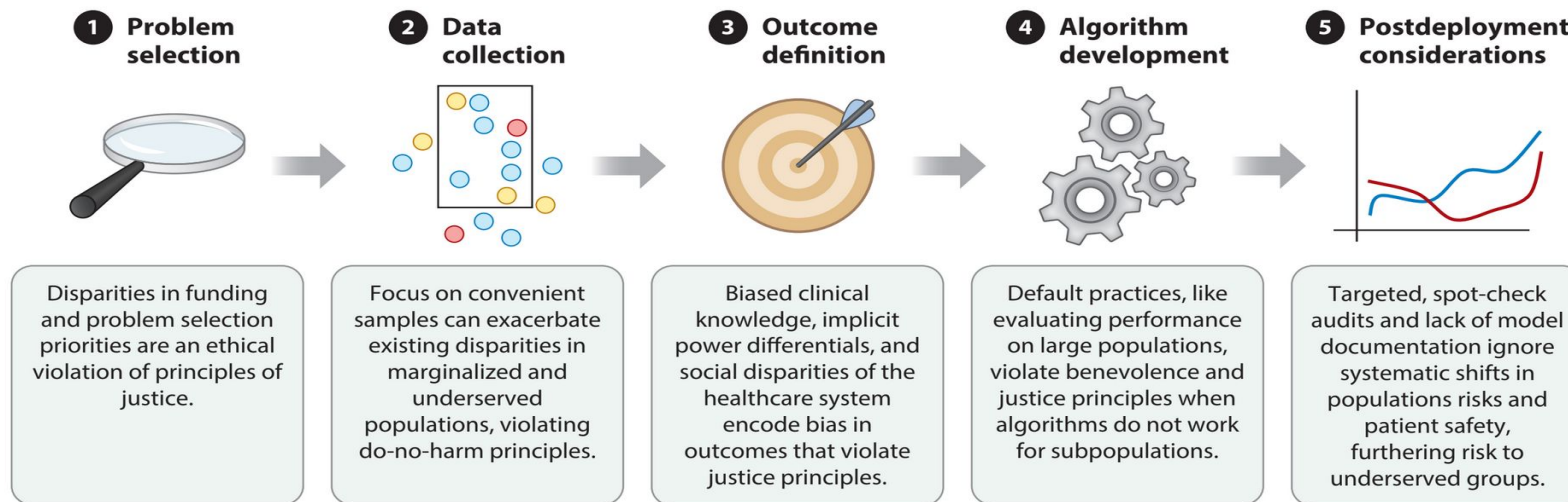 1 Problem
selection
2 Data
collection
3 Outcome
definition
4 Algorithm
development
5 Postdeployment
considerations
Disparities in funding
and problem selection
priorities are an ethical
violation of principles of
justice.
Focus on convenient
samples can exacerbate
existing disparities in
marginalized and
underserved
populations, violating
do-no-harm principles.
Biased clinical
knowledge, implicit
power differentials, and
social disparities of the
healthcare system
encode bias in
outcomes that violate
justice principles.
Default practices, like
evaluating performance
on large populations,
violate benevolence and
justice principles when
algorithms do not work
for subpopulations.
Targeted, spot-check
audits and lack of model
documentation ignore
systematic shifts in
populations risks and
patient safety,
furthering risk to
underserved groups.